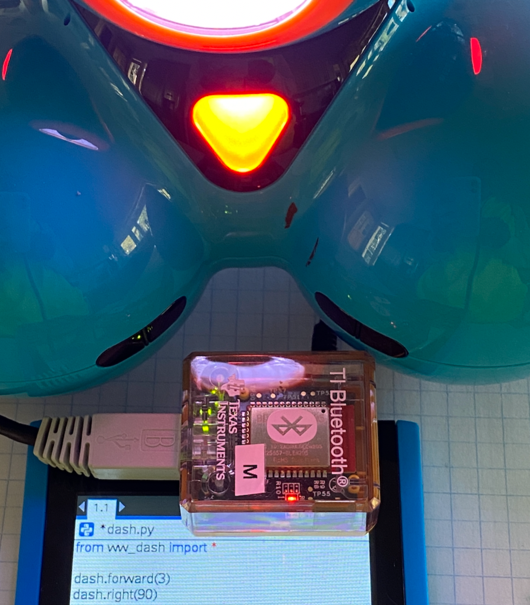 TI Bluetooth®
TEXAS
INSTRUMENTS
M
TP55
1.1
*dash.py
from ww_dash import *
dash.forward(3)
dash.right(90)